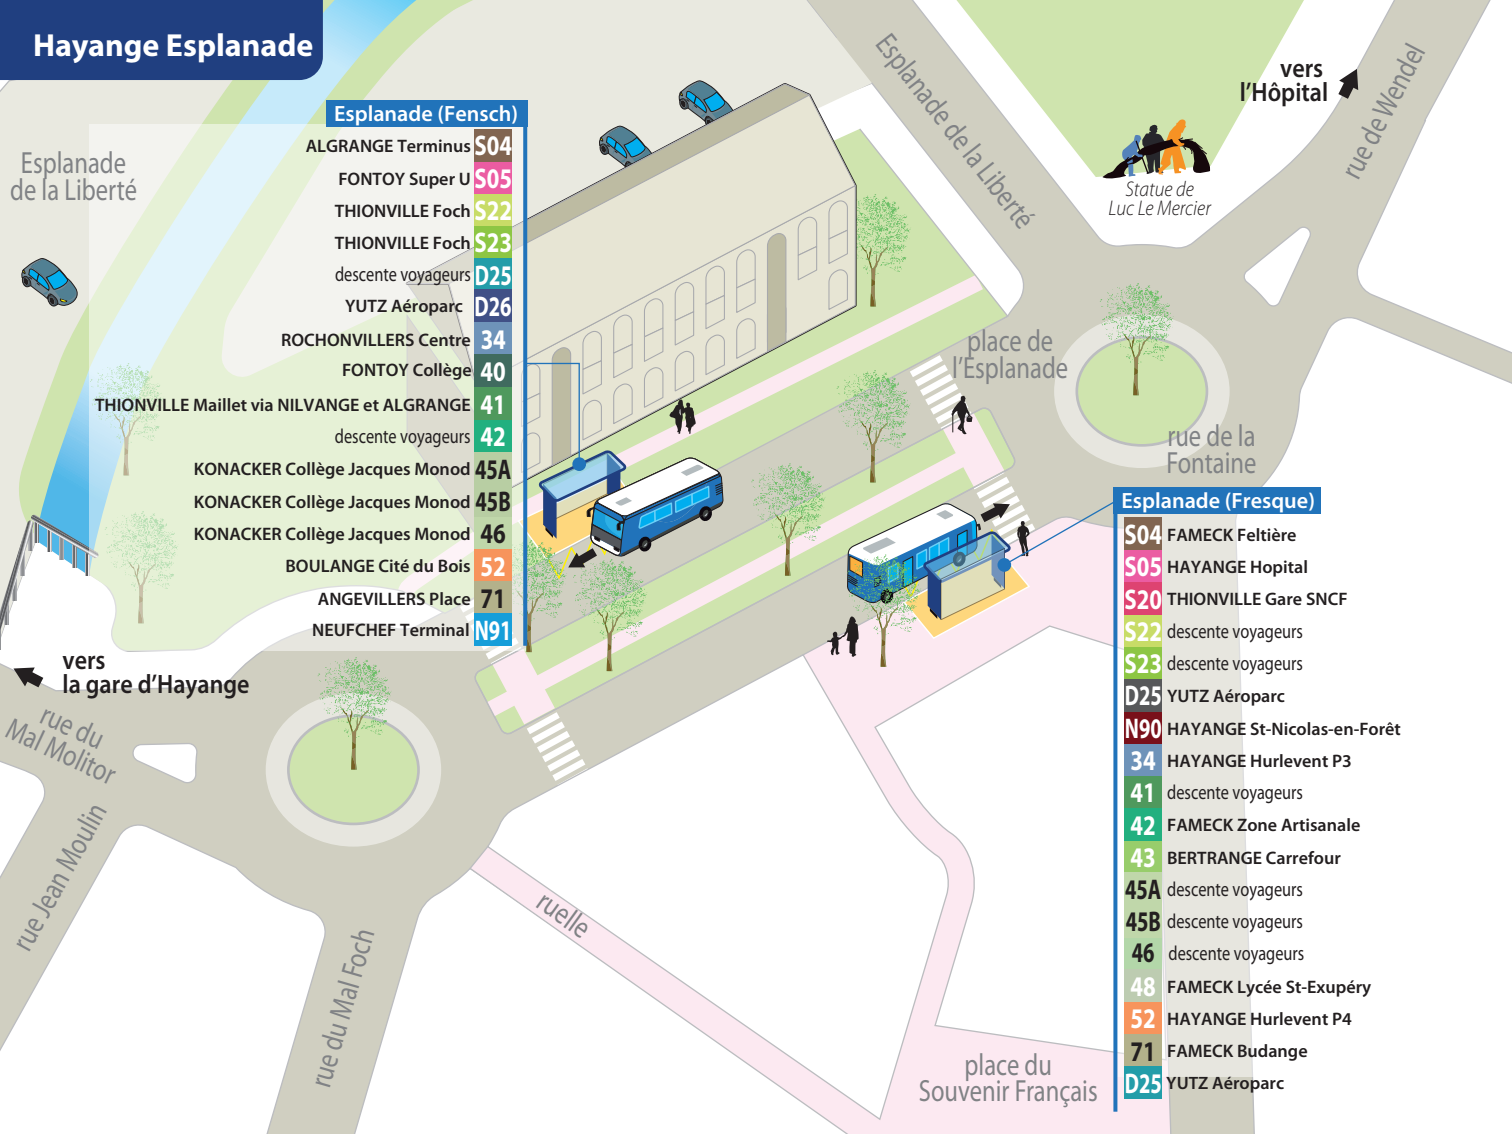 Hayange Esplanade
Esplanade (Fensch)
ALGRANGE Terminus S04
FONTOY Super U S05
THIONVILLE Foch S22
THIONVILLE Foch S23
descente voyageurs D25
YUTZ Aéroparc D26
ROCHONVILLERS Centre 34
FONTOY Collège 40
THIONVILLE Maillet via NILVANGE et ALGRANGE 41
descente voyageurs 42
KONACKER Collège Jacques Monod 45A
KONACKER Collège Jacques Monod 45B
KONACKER Collège Jacques Monod 46
BOULANGE Cité du Bois 52
ANGEVILLERS Place 71
NEUFCHEF Terminal N91
Esplanade
de la Liberté
Esplanade de la Liberté
vers
l'Hôpital
rue de Wendel
Statue de
Luc Le Mercier
place de
l'Esplanade
rue de la
Fontaine
Esplanade (Fresque)
S04 FAMECK Feltière
S05 HAYANGE Hopital
S20 THIONVILLE Gare SNCF
S22 descente voyageurs
S23 descente voyageurs
D25 YUTZ Aéroparc
N90 HAYANGE St-Nicolas-en-Forêt
34 HAYANGE Hurlevent P3
41 descente voyageurs
42 FAMECK Zone Artisanale
43 BERTRANGE Carrefour
45A descente voyageurs
45B descente voyageurs
46 descente voyageurs
48 FAMECK Lycée St-Exupéry
52 HAYANGE Hurlevent P4
71 FAMECK Budange
D25 YUTZ Aéroparc
vers
la gare d'Hayange
rue du
Mal Molitor
rue Jean Moulin
rue du Mal Foch
ruelle
place du
Souvenir Français